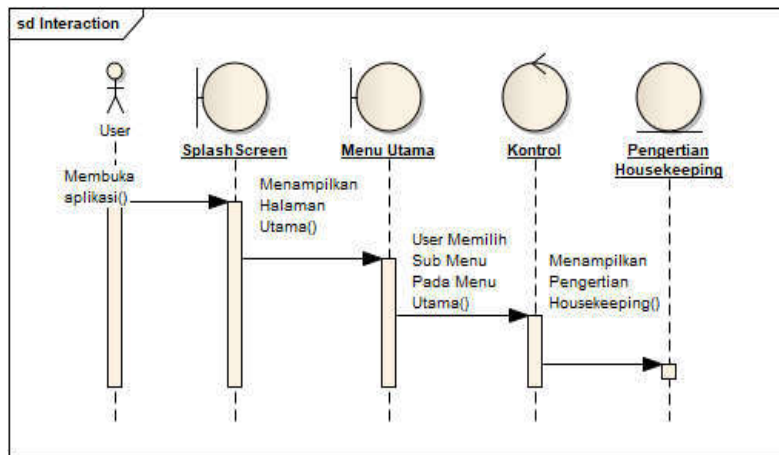 sd Interaction
User
SplashScreen
Menu Utama
Kontrol
Pengertian
Housekeeping
Membuka
aplikasi()
Menampilkan
Halaman
Utama()
User Memilih
Sub Menu
Pada Menu
Utama()
Menampilkan
Pengertian
Housekeeping()